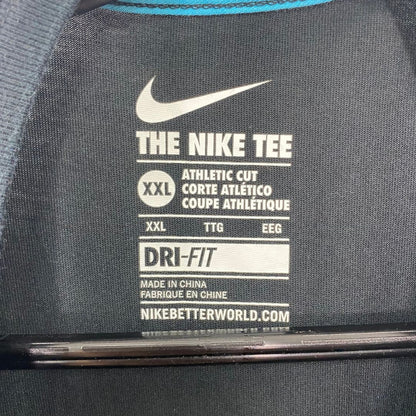 THE NIKE TEE
XXL
ATHLETIC CUT
CORTE ATLÉTICO
COUPE ATHLÉTIQUE
XXL TTG EEG
DRI-FIT
MADE IN CHINA
FABRIQUE EN CHINE
NIKEBETTERWORLD.COM